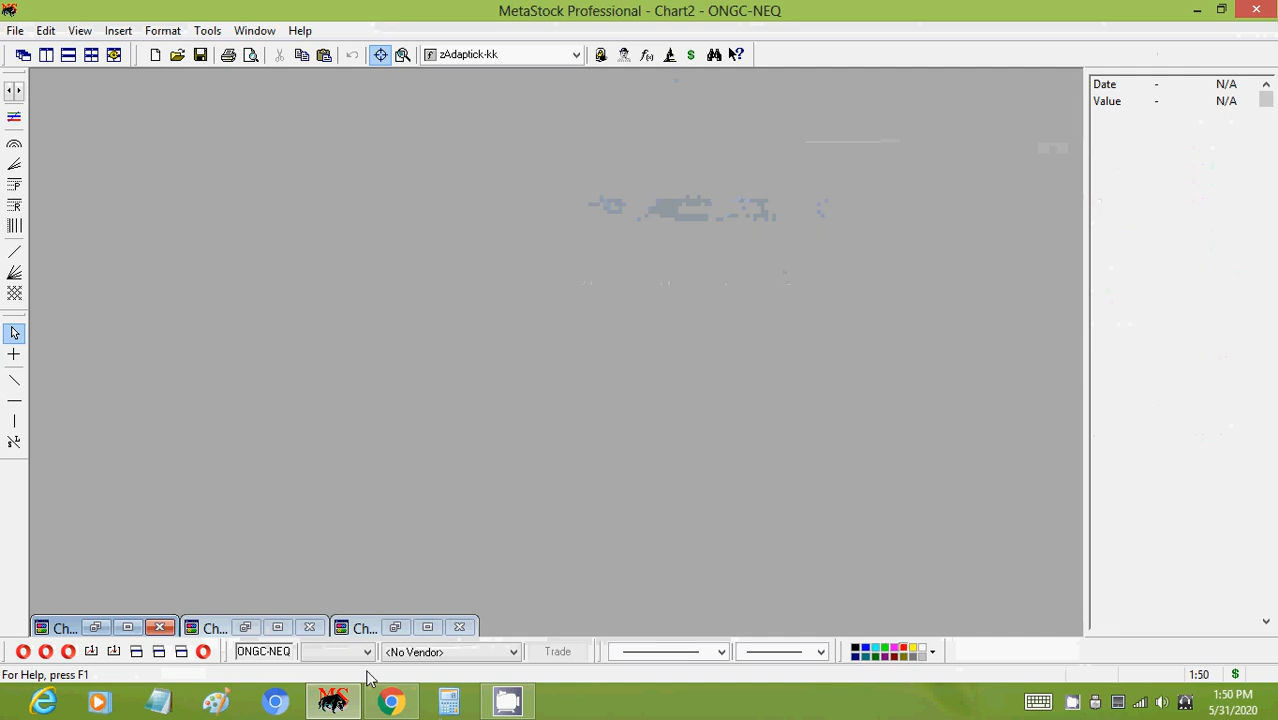 MetaStock Professional - Chart2 - ONGC-NEQ
File Edit View Insert Format Tools Window Help
zAdaptick-kk
Date - N/A
Value - N/A
Ch... Ch... Ch...
ONGC-NEQ <No Vendor> Trade
For Help, press F1 1:50 $
MS 1:50 PM
5/31/2020